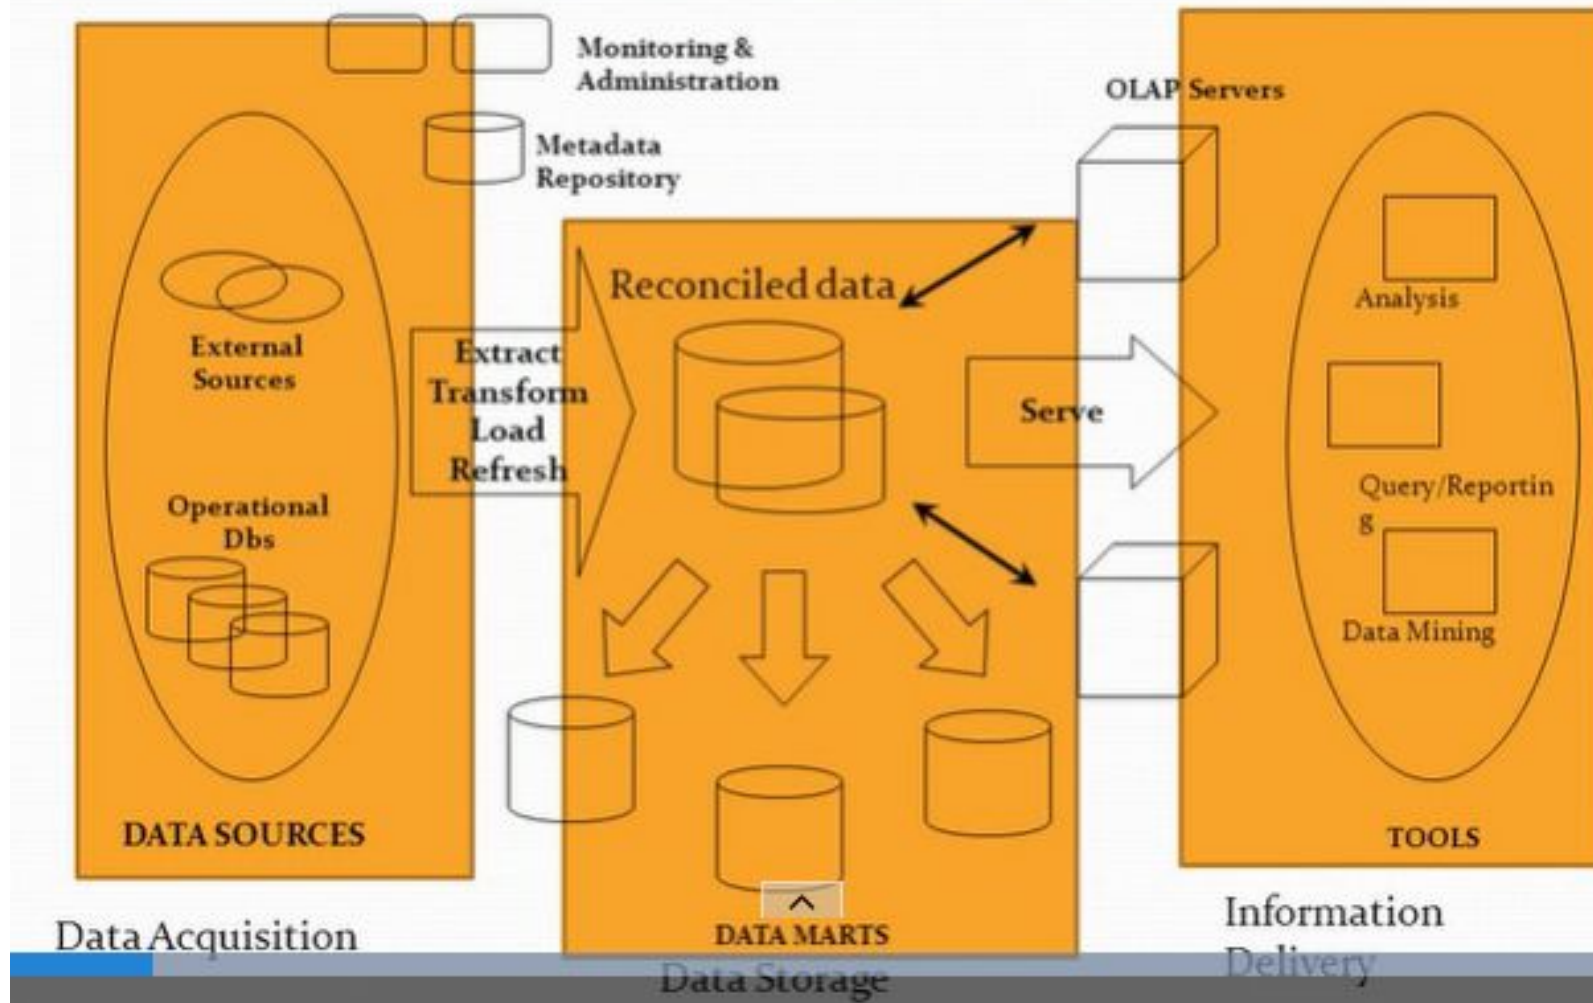 Monitoring &
Administration
OLAP Servers
Metadata
Repository
Reconciled data
Analysis
External
Sources
Extract
Transform
Load
Refresh
Serve
Query/Reportin
g
Operational
Dbs
Data Mining
DATA SOURCES
TOOLS
DATA MARTS
Data Acquisition
Data Storage
Information
Delivery